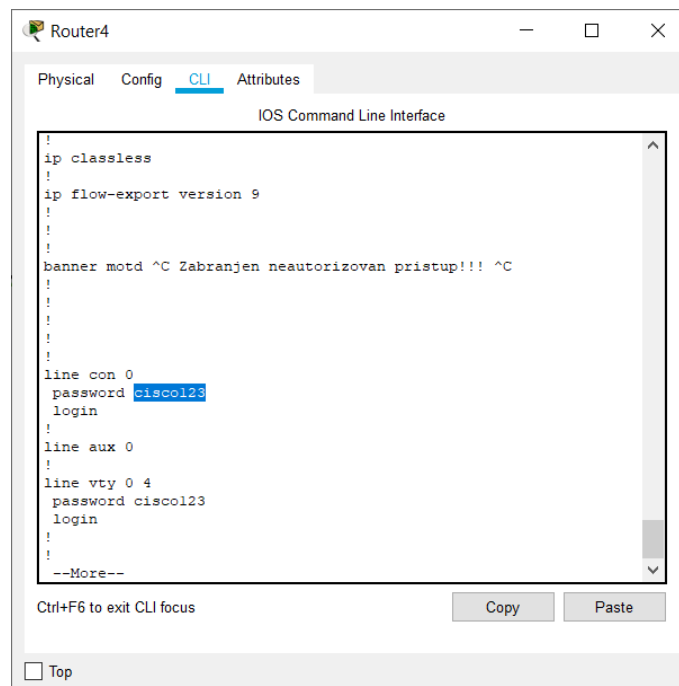 Router4
Physical Config CLI Attributes
IOS Command Line Interface
!
ip classless
!
ip flow-export version 9
!
!
!
banner motd ^C Zabranjen neautorizovan pristup!!! ^C
!
!
!
!
!
line con 0
password cisco123
login
!
line aux 0
!
line vty 0 4
password cisco123
login
!
!
--More--
Ctrl+F6 to exit CLI focus
Copy Paste
Top